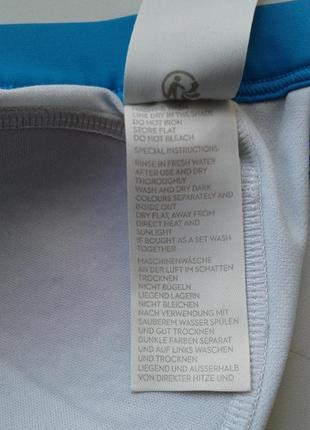 LINE DRY IN THE SHADE
DO NOT IRON
STORE FLAT
DO NOT BLEACH
SPECIAL INSTRUCTIONS:
RINSE IN FRESH WATER
AFTER USE AND DRY
THOROUGHLY
WASH AND DRY DARK
COLOURS SEPARATELY AND
INSIDE OUT
DRY FLAT, AWAY FROM
DIRECT HEAT AND
SUNLIGHT
IF BOUGHT AS A SET WASH
TOGETHER
MASCHINENWÄSCHE
AN DER LUFT IM SCHATTEN
TROCKNEN
NICHT BÜGELN
LIEGEND LAGERN
NICHT BLEICHEN
NACH VERWENDUNG MIT
SAUBEREM WASSER SPÜLEN
UND GUT TROCKNEN
DUNKLE FARBEN SEPARAT
UND AUF LINKS WASCHEN
UND TROCKNEN
LIEGEND UND AUSSERHALB
VON DIREKTER HITZE UND